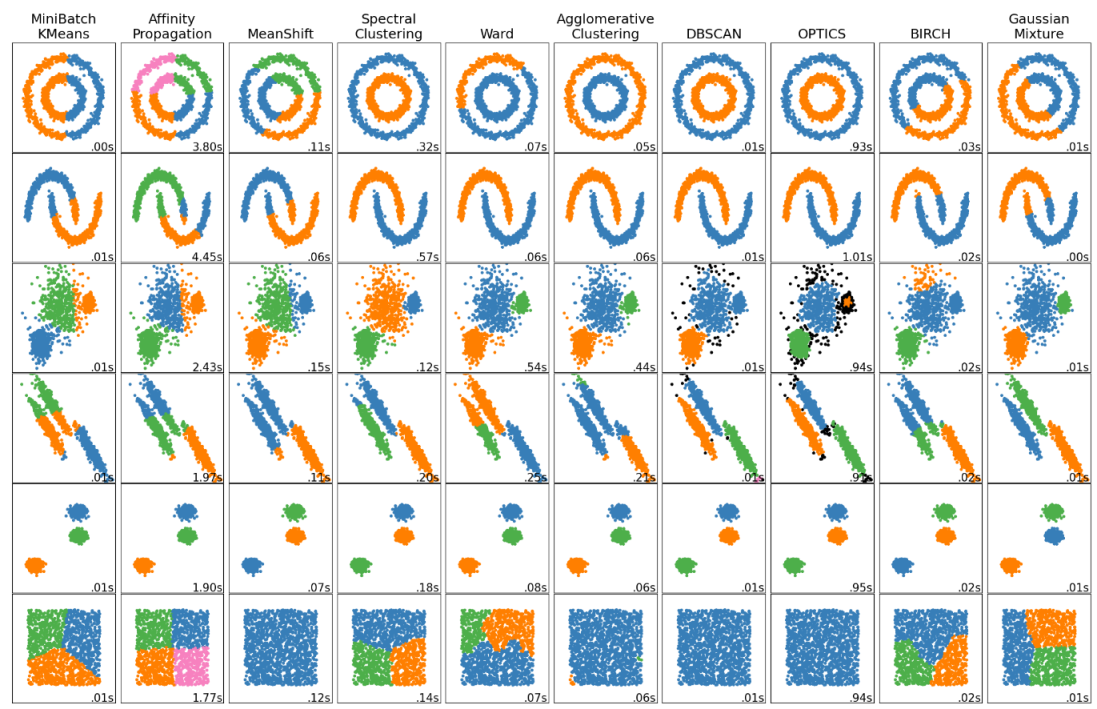 MiniBatch
KMeans
Affinity
Propagation
MeanShift
Spectral
Clustering
Ward
Agglomerative
Clustering
DBSCAN
OPTICS
BIRCH
Gaussian
Mixture
.00s
3.80s
.11s
.32s
.07s
.05s
.01s
.93s
.03s
.01s
.01s
4.45s
.06s
.57s
.06s
.06s
.01s
1.01s
.02s
.00s
.01s
2.43s
.15s
.12s
.54s
.44s
.01s
.94s
.02s
.01s
.01s
1.97s
.11s
.20s
.25s
.21s
.01s
.02s
.01s
.01s
1.90s
.07s
.18s
.08s
.06s
.01s
.95s
.02s
.01s
.01s
1.77s
.12s
.14s
.07s
.06s
.01s
.94s
.02s
.01s